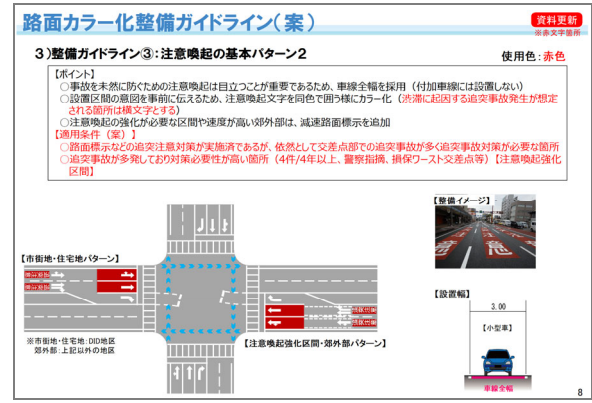 路面カラー化整備ガイドライン（案）
資料更新
※赤文字箇所
３）整備ガイドライン③：注意喚起の基本パターン２
使用色：赤色
【ポイント】
○事故を未然に防ぐための注意喚起は目立つことが重要であるため、車線全幅を採用（付加車線には設置しない）
○設置区間の意図を事前に伝えるため、注意喚起文字を同色で囲う様にカラー化（渋滞に起因する追突事故発生が想定
される箇所は横文字とする）
○注意喚起の強化が必要な区間や速度が高い郊外部は、減速路面標示を追加
【適用条件（案）】
○路面標示などの追突注意対策が実施済であるが、依然として交差点部での追突事故が多く追突事故対策が必要な箇所
○追突事故が多発しており対策必要性が高い箇所（4件/4年以上、警察指摘、損保ワースト交差点等）【注意喚起強化
区間】
【整備イメージ】
【市街地・住宅地パターン】
【設置幅】
3.00
【小型車】
※市街地・住宅地：DID地区
郊外部：上記以外の地区
【注意喚起強化区間・郊外部パターン】
車線全幅
8